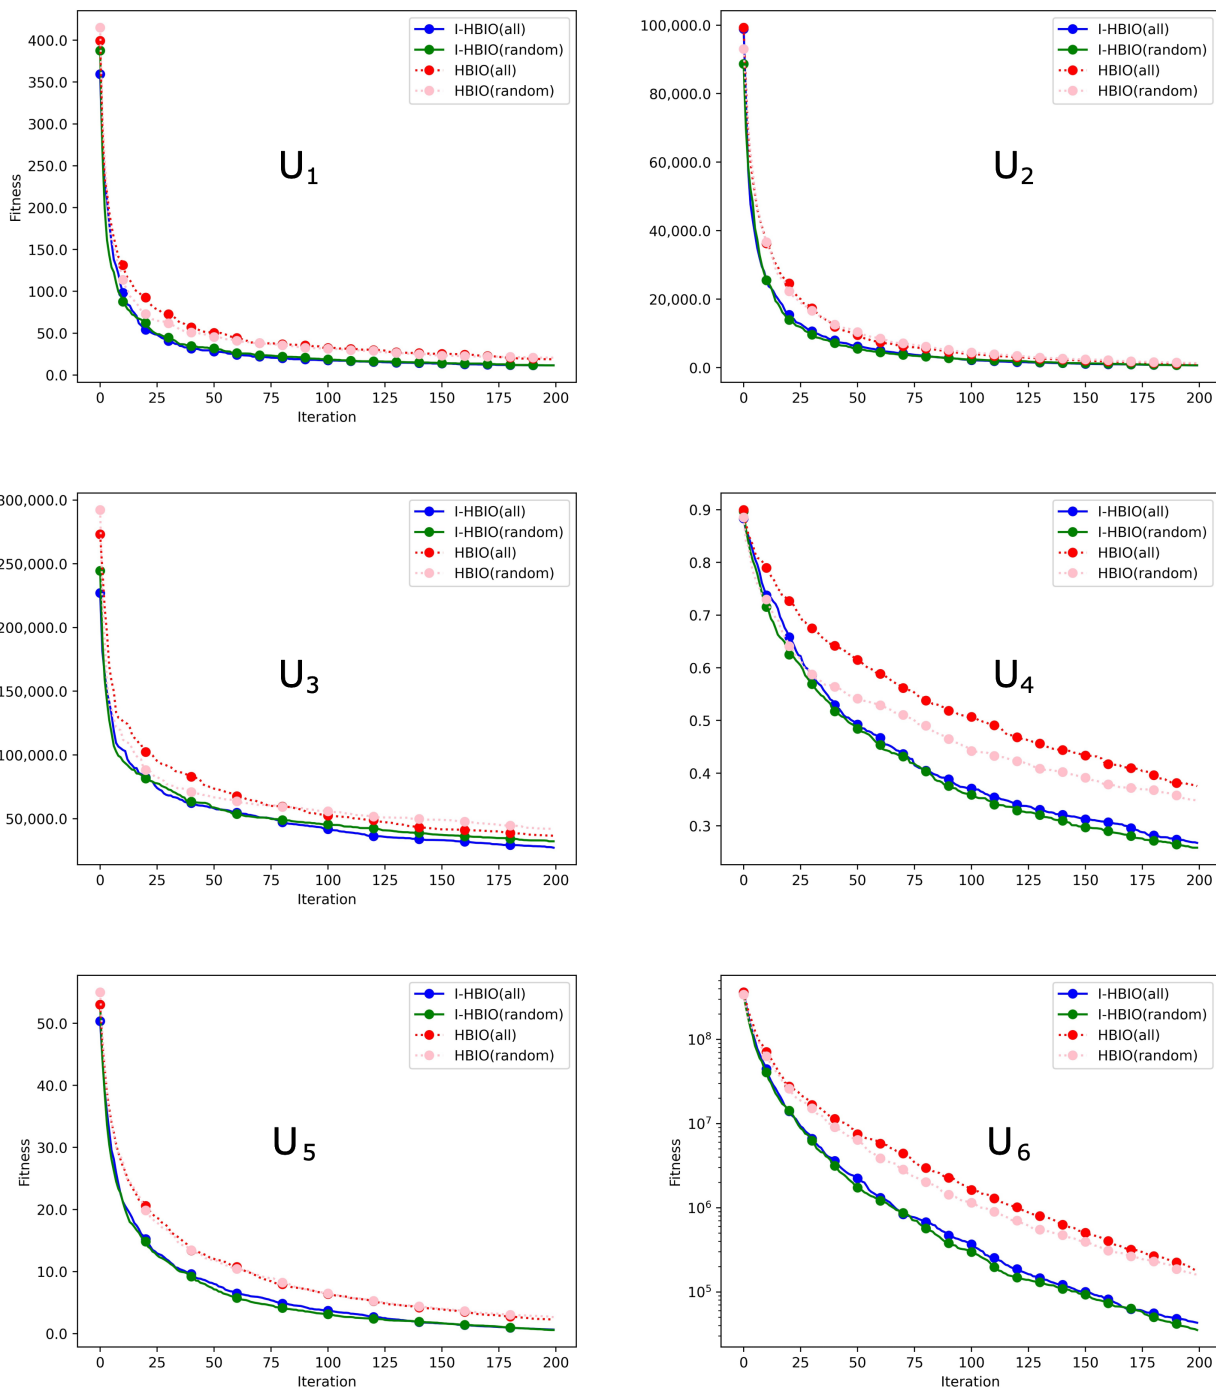 400.0
350.0
300.0
250.0
200.0
150.0
100.0
50.0
0.0
Fitness
I-HBIO(all)
I-HBIO(random)
HBIO(all)
HBIO(random)
U1
0 25 50 75 100 125 150 175 200
Iteration
100,000.0
80,000.0
60,000.0
40,000.0
20,000.0
0.0
I-HBIO(all)
I-HBIO(random)
HBIO(all)
HBIO(random)
U2
0 25 50 75 100 125 150 175 200
300,000.0
250,000.0
200,000.0
150,000.0
100,000.0
50,000.0
I-HBIO(all)
I-HBIO(random)
HBIO(all)
HBIO(random)
U3
0 25 50 75 100 125 150 175 200
Iteration
0.9
0.8
0.7
0.6
0.5
0.4
0.3
I-HBIO(all)
I-HBIO(random)
HBIO(all)
HBIO(random)
U4
0 25 50 75 100 125 150 175 200
50.0
40.0
30.0
20.0
10.0
0.0
I-HBIO(all)
I-HBIO(random)
HBIO(all)
HBIO(random)
U5
0 25 50 75 100 125 150 175 200
Iteration
10^8
10^7
10^6
10^5
Fitness
I-HBIO(all)
I-HBIO(random)
HBIO(all)
HBIO(random)
U6
0 25 50 75 100 125 150 175 200
Iteration